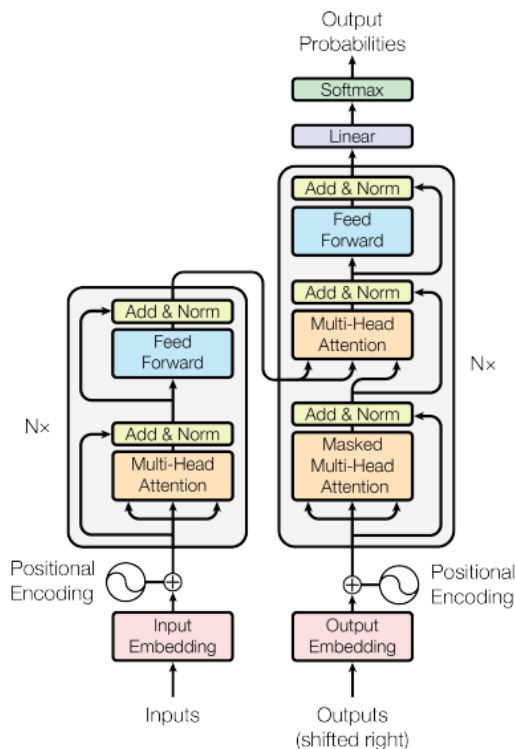 Output
Probabilities
Softmax
Linear
Add & Norm
Feed
Forward
Add & Norm
Multi-Head
Attention
Add & Norm
Masked
Multi-Head
Attention
N×
Add & Norm
Feed
Forward
Add & Norm
Multi-Head
Attention
N×
Positional
Encoding
Positional
Encoding
Input
Embedding
Output
Embedding
Inputs
Outputs
(shifted right)